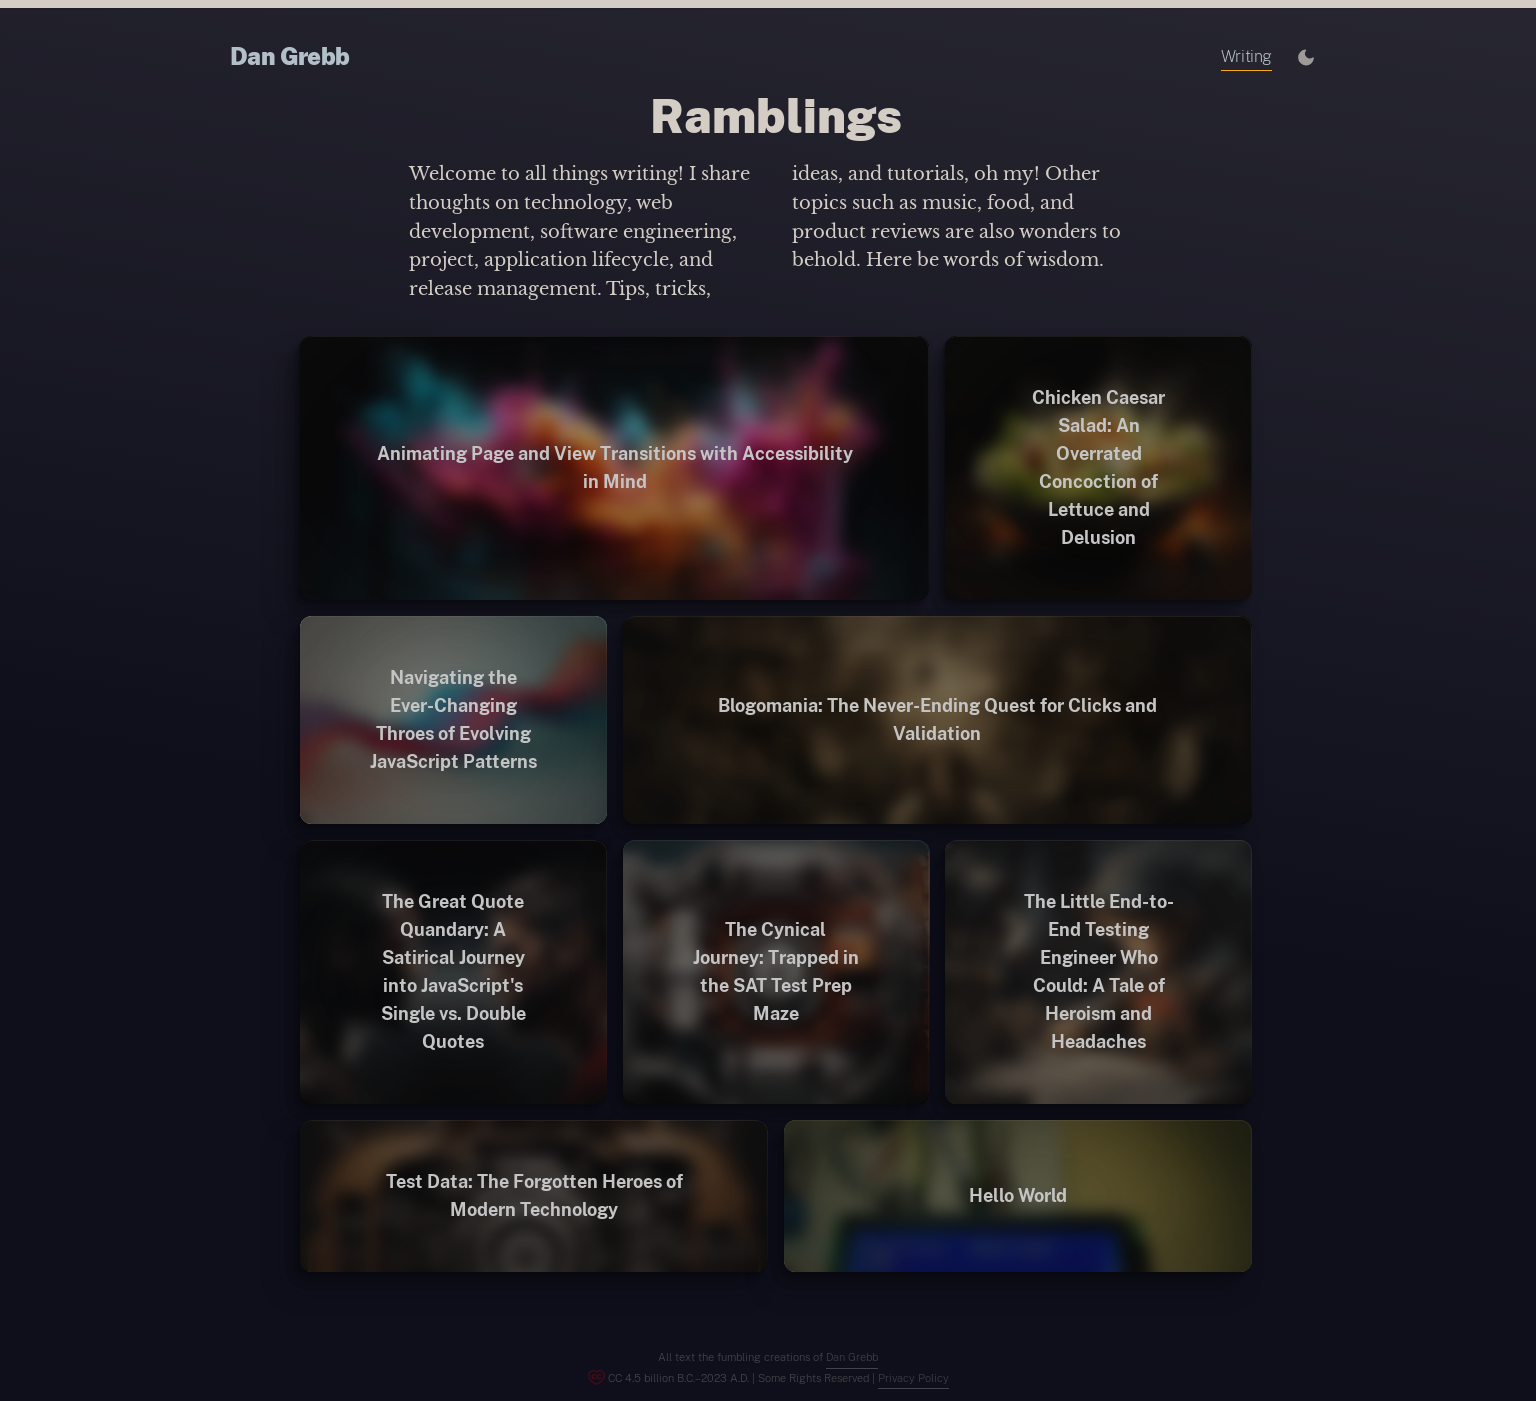 Dan Grebb
Writing
Ramblings
Welcome to all things writing! I share
thoughts on technology, web
development, software engineering,
project, application lifecycle, and
release management. Tips, tricks,
ideas, and tutorials, oh my! Other
topics such as music, food, and
product reviews are also wonders to
behold. Here be words of wisdom.
Animating Page and View Transitions with Accessibility
in Mind
Chicken Caesar
Salad: An
Overrated
Concoction of
Lettuce and
Delusion
Navigating the
Ever-Changing
Throes of Evolving
JavaScript Patterns
Blogomania: The Never-Ending Quest for Clicks and
Validation
The Great Quote
Quandary: A
Satirical Journey
into JavaScript's
Single vs. Double
Quotes
The Cynical
Journey: Trapped in
the SAT Test Prep
Maze
The Little End-to-
End Testing
Engineer Who
Could: A Tale of
Heroism and
Headaches
Test Data: The Forgotten Heroes of
Modern Technology
Hello World
All text the fumbling creations of Dan Grebb
CC 4.5 billion B.C.–2023 A.D. | Some Rights Reserved | Privacy Policy